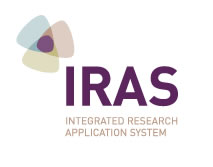 IRAS
INTEGRATED RESEARCH
APPLICATION SYSTEM